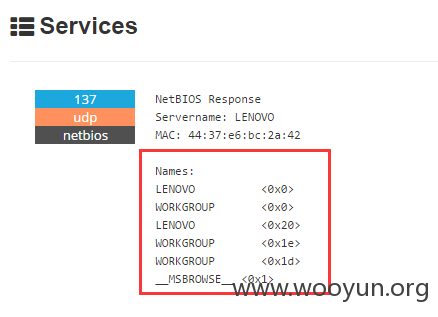 Services
137
udp
netbios
NetBIOS Response
Servername: LENOVO
MAC: 44:37:e6:bc:2a:42
Names:
LENOVO <0x0>
WORKGROUP <0x0>
LENOVO <0x20>
WORKGROUP <0x1e>
WORKGROUP <0x1d>
__MSBROWSE__ <0x1>
www.wooyun.org